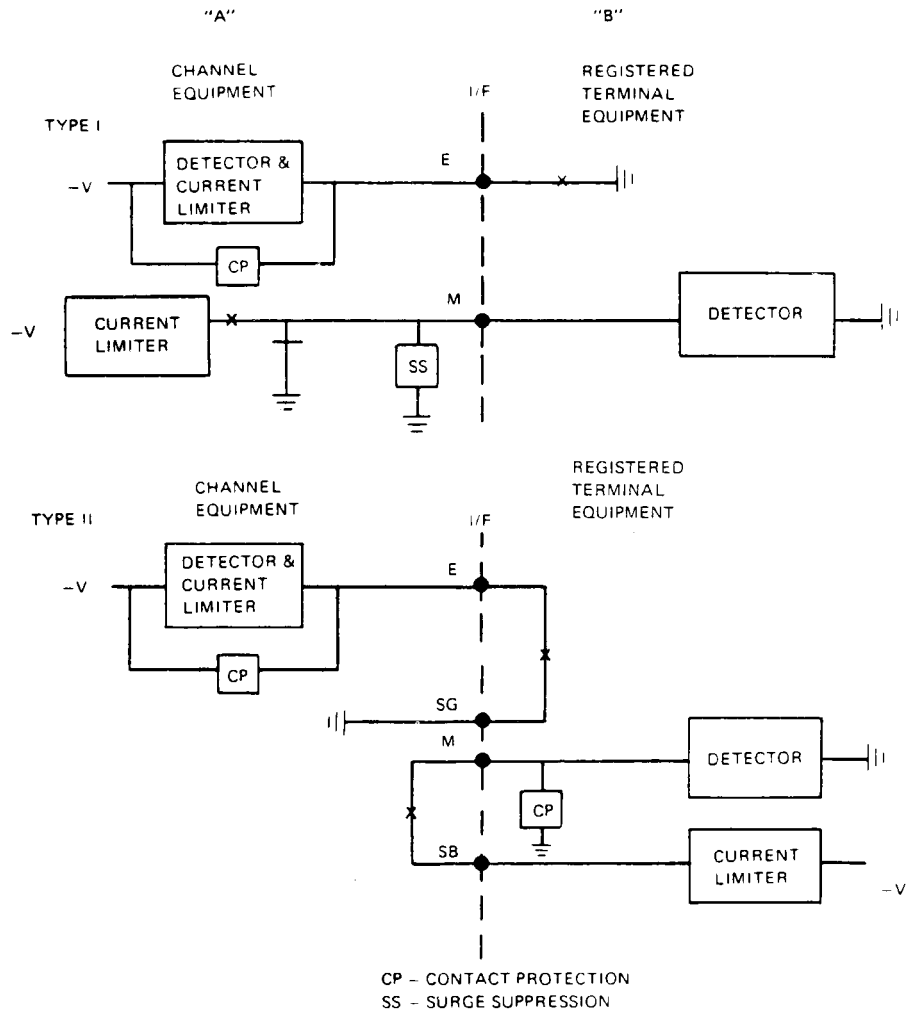 "A"
"B"
CHANNEL
EQUIPMENT
REGISTERED
TERMINAL
EQUIPMENT
I/F
TYPE I
E
−V
DETECTOR &
CURRENT
LIMITER
CP
M
−V
CURRENT
LIMITER
SS
DETECTOR
CHANNEL
EQUIPMENT
REGISTERED
TERMINAL
EQUIPMENT
TYPE II
I/F
E
−V
DETECTOR &
CURRENT
LIMITER
CP
SG
M
DETECTOR
CP
SB
CURRENT
LIMITER
−V
CP – CONTACT PROTECTION
SS – SURGE SUPPRESSION